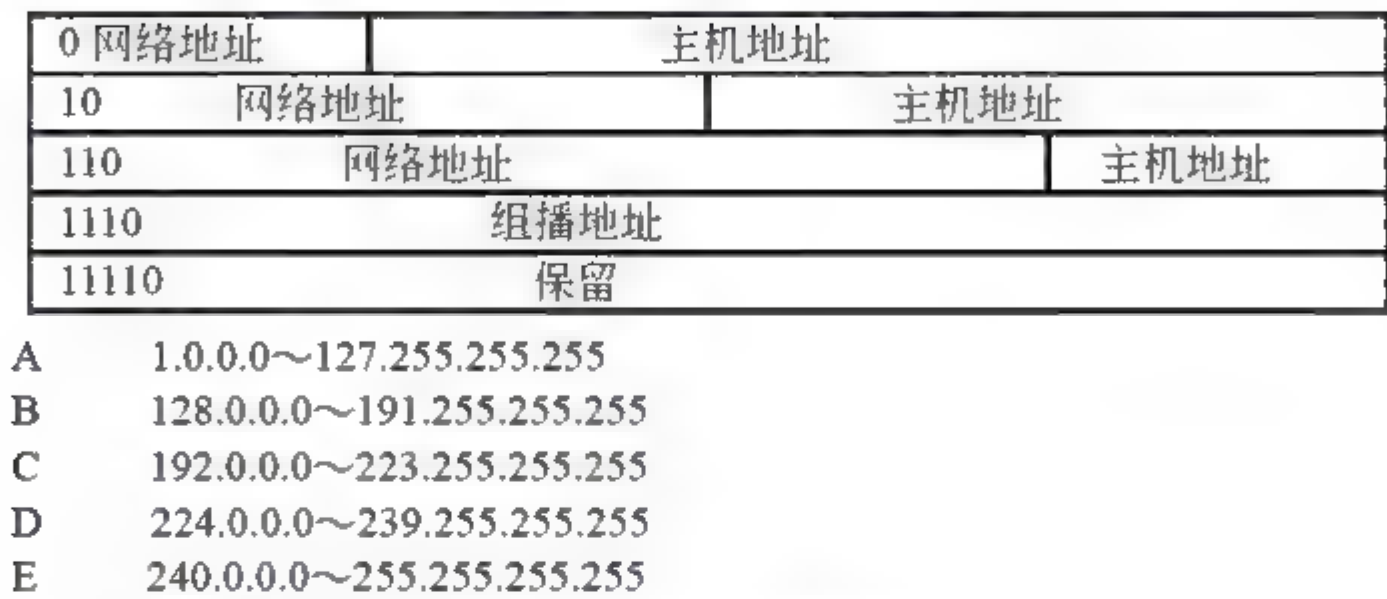 0 网络地址 主机地址
10 网络地址 主机地址
110 网络地址 主机地址
1110 组播地址
11110 保留
A 1.0.0.0～127.255.255.255
B 128.0.0.0～191.255.255.255
C 192.0.0.0～223.255.255.255
D 224.0.0.0～239.255.255.255
E 240.0.0.0～255.255.255.255